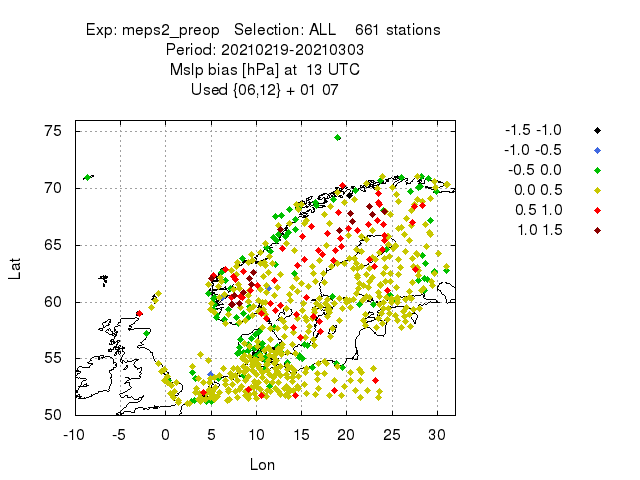 Exp: meps2_preop   Selection: ALL    661 stations
Period: 20210219-20210303
Mslp bias [hPa] at  13 UTC
Used {06,12} + 01 07
-1.5 -1.0
-1.0 -0.5
-0.5 0.0
0.0 0.5
0.5 1.0
1.0 1.5
75
70
65
60
55
50
Lat
-10 -5 0 5 10 15 20 25 30
Lon